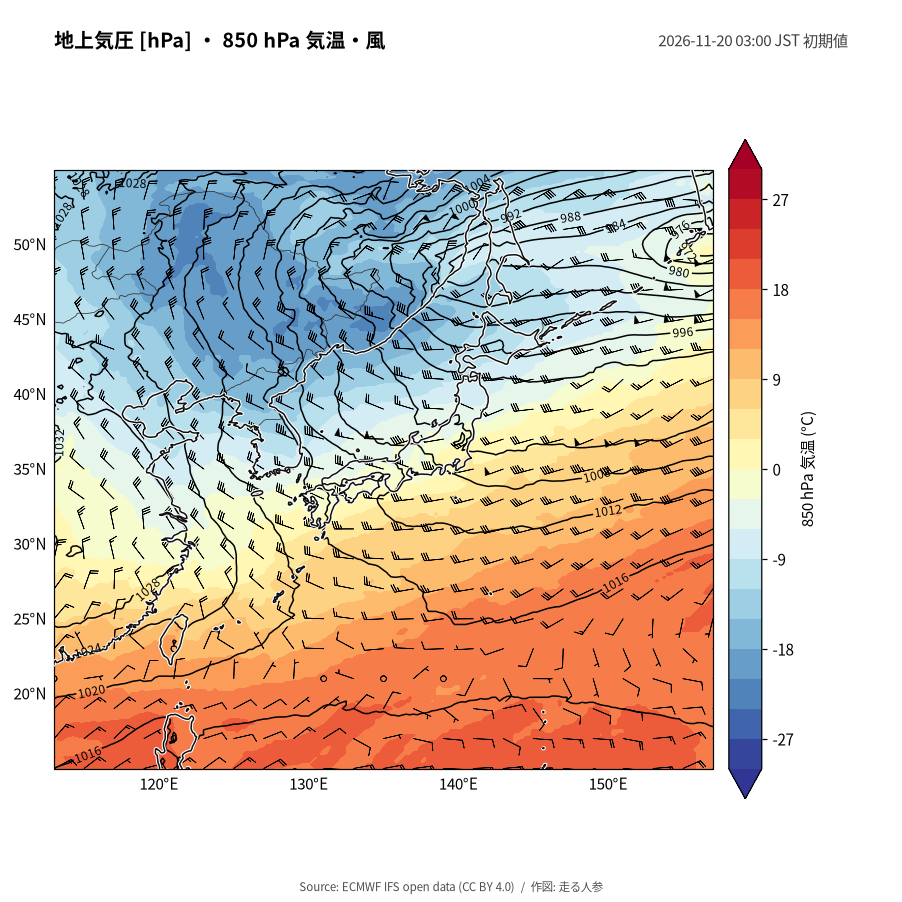 地上気圧 [hPa] ・ 850 hPa 気温・風
2026-11-20 03:00 JST 初期値
1028
1004
1000
992
988
984
976
972
980
1028
50°N
45°N
996
40°N
1032
35°N
1008
1012
30°N
1028
1016
25°N
1024
20°N
1020
1016
120°E
130°E
140°E
150°E
27
18
9
0
-9
-18
-27
850 hPa 気温 (°C)
Source: ECMWF IFS open data (CC BY 4.0) / 作図: 走る人参